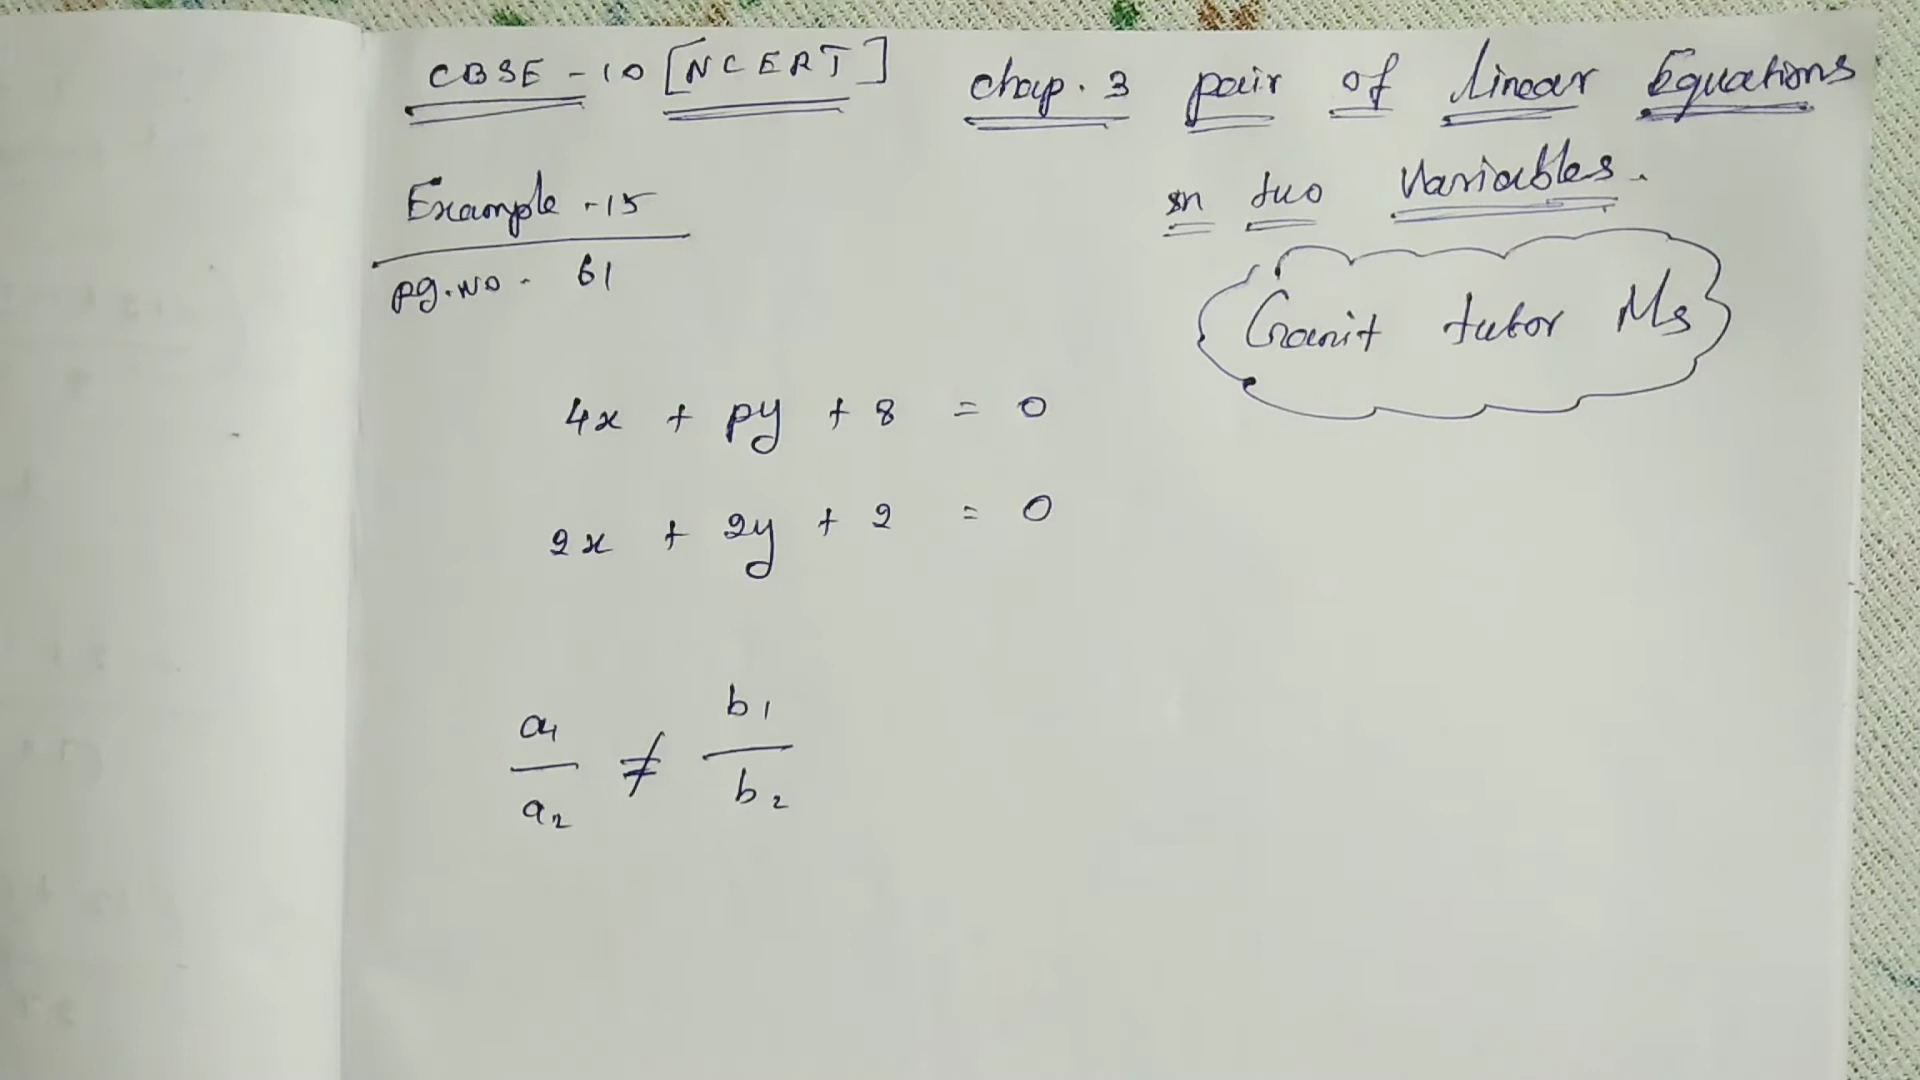 CBSE - 10 [NCERT] Chap. 3 pair of linear Equations
in two Variables.
Example - 15
pg. No - 61
Ganit tutor Ms
4x + py + 8 = 0
2x + 2y + 2 = 0
a1/a2 ≠ b1/b2